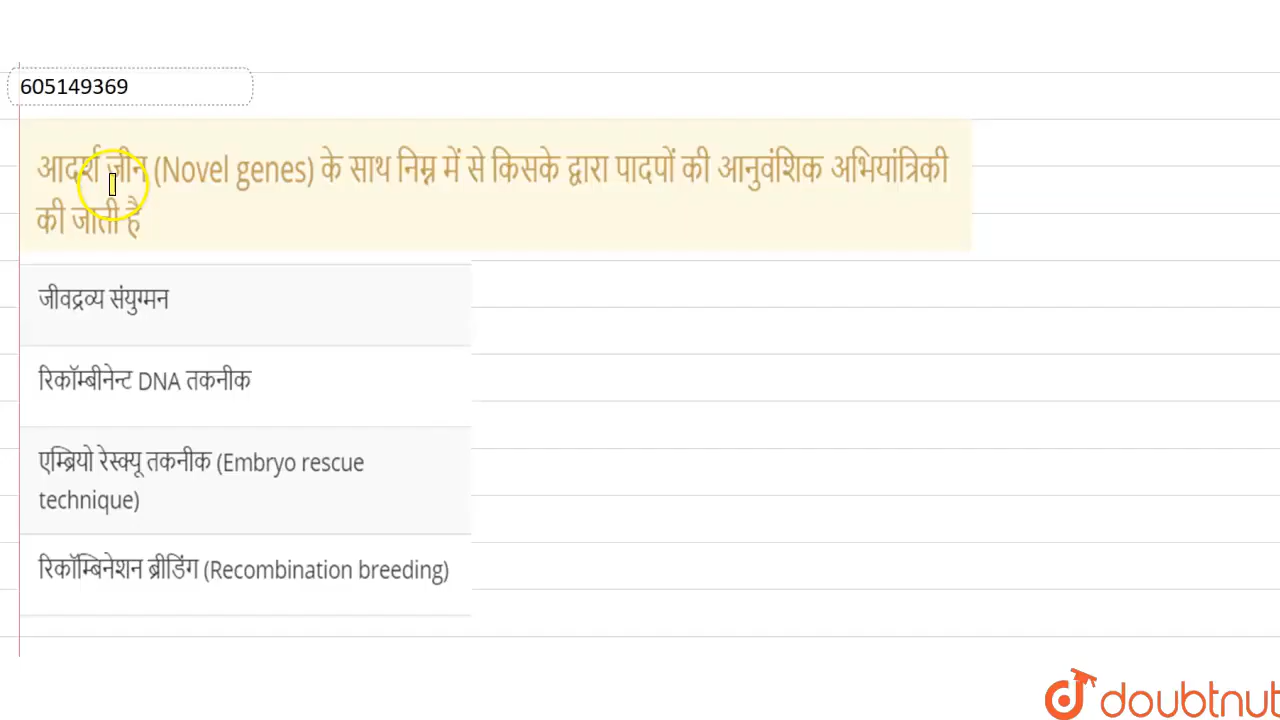 605149369
आदर्श जीन (Novel genes) के साथ निम्न में से किसके द्वारा पादपों की आनुवंशिक अभियांत्रिकी
की जाती है
जीवद्रव्य संयुग्मन
रिकॉम्बीनेन्ट DNA तकनीक
एम्ब्रियो रेस्क्यू तकनीक (Embryo rescue
technique)
रिकॉम्बिनेशन ब्रीडिंग (Recombination breeding)
doubtnut